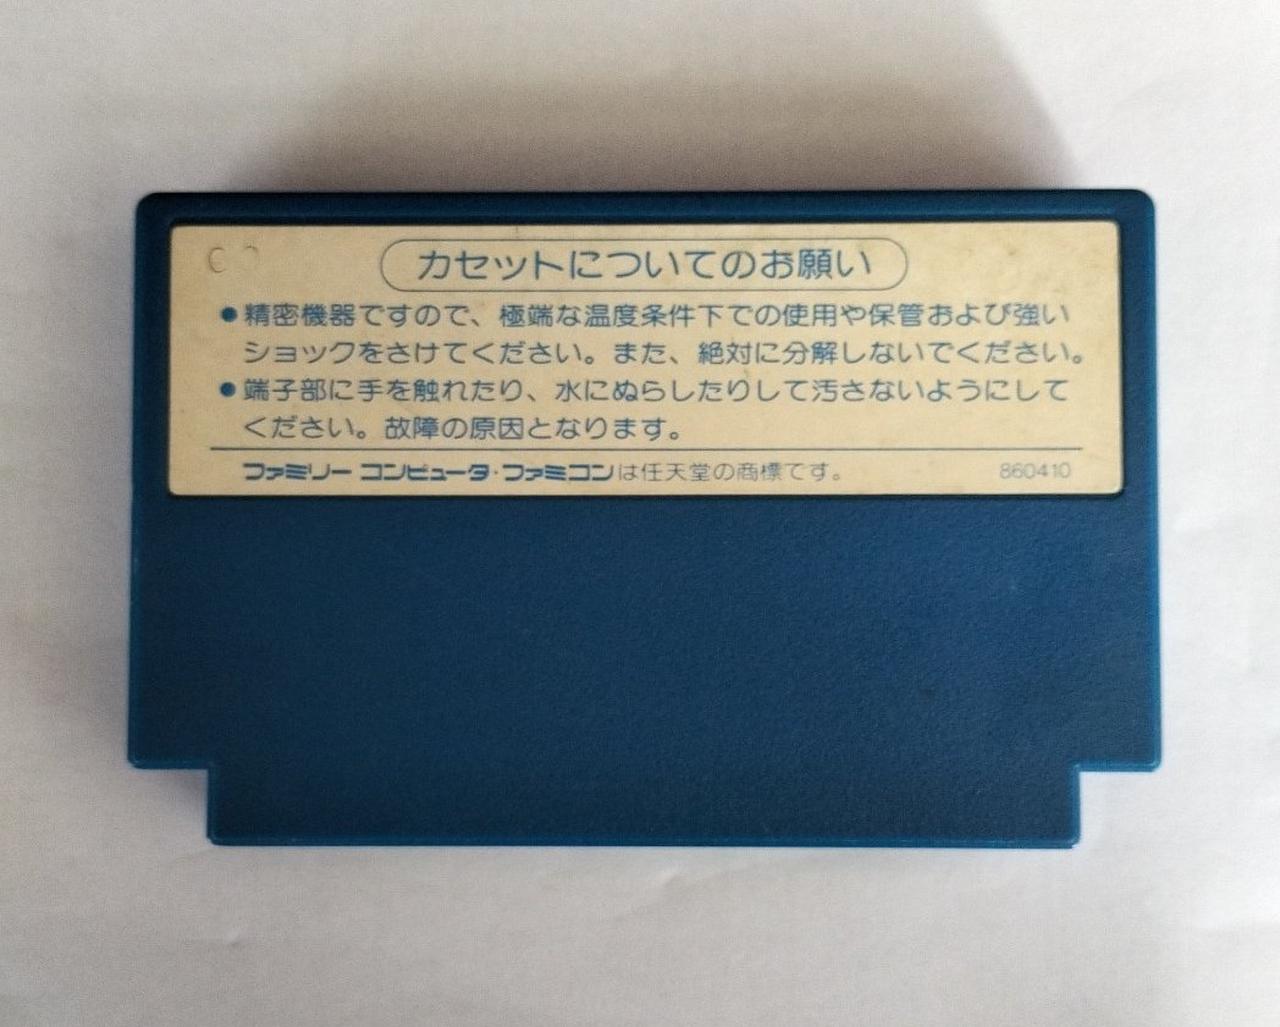 カセットについてのお願い
●精密機器ですので、極端な温度条件下での使用や保管および強い
ショックをさけてください。また、絶対に分解しないでください。
●端子部に手を触れたり、水にぬらしたりして汚さないようにして
ください。故障の原因となります。
ファミリー コンピュータ・ファミコンは任天堂の商標です。 860410